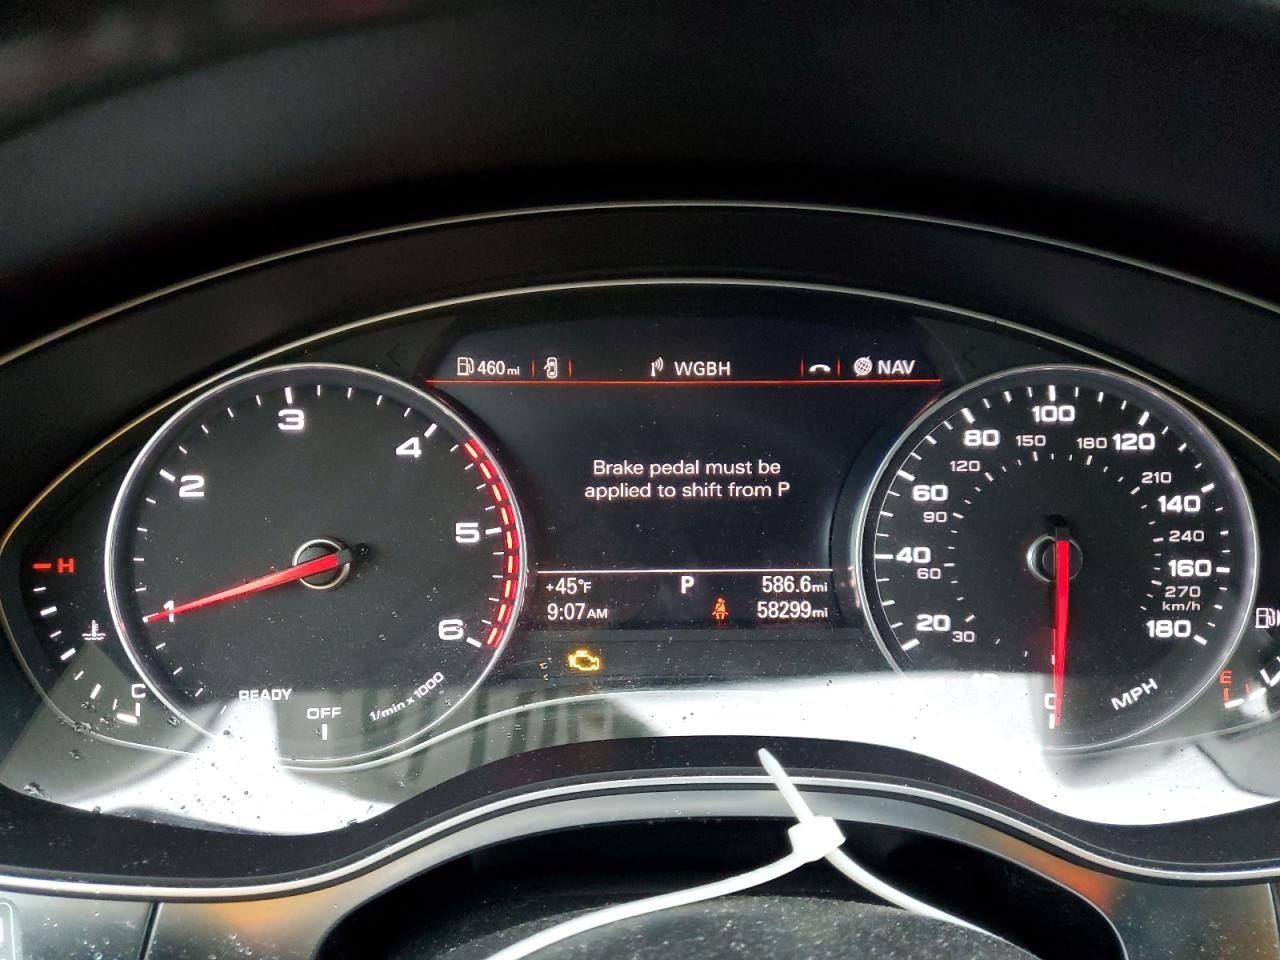 460mi
WGBH
NAV
Brake pedal must be
applied to shift from P
+45°F
P
586.6mi
9:07AM
58299mi
H
C
1
2
3
4
5
6
READY
OFF
1/min x 1000
0
20
40
60
80
100
120
140
160
180
30
60
90
120
150
180
210
240
270
km/h
MPH
E